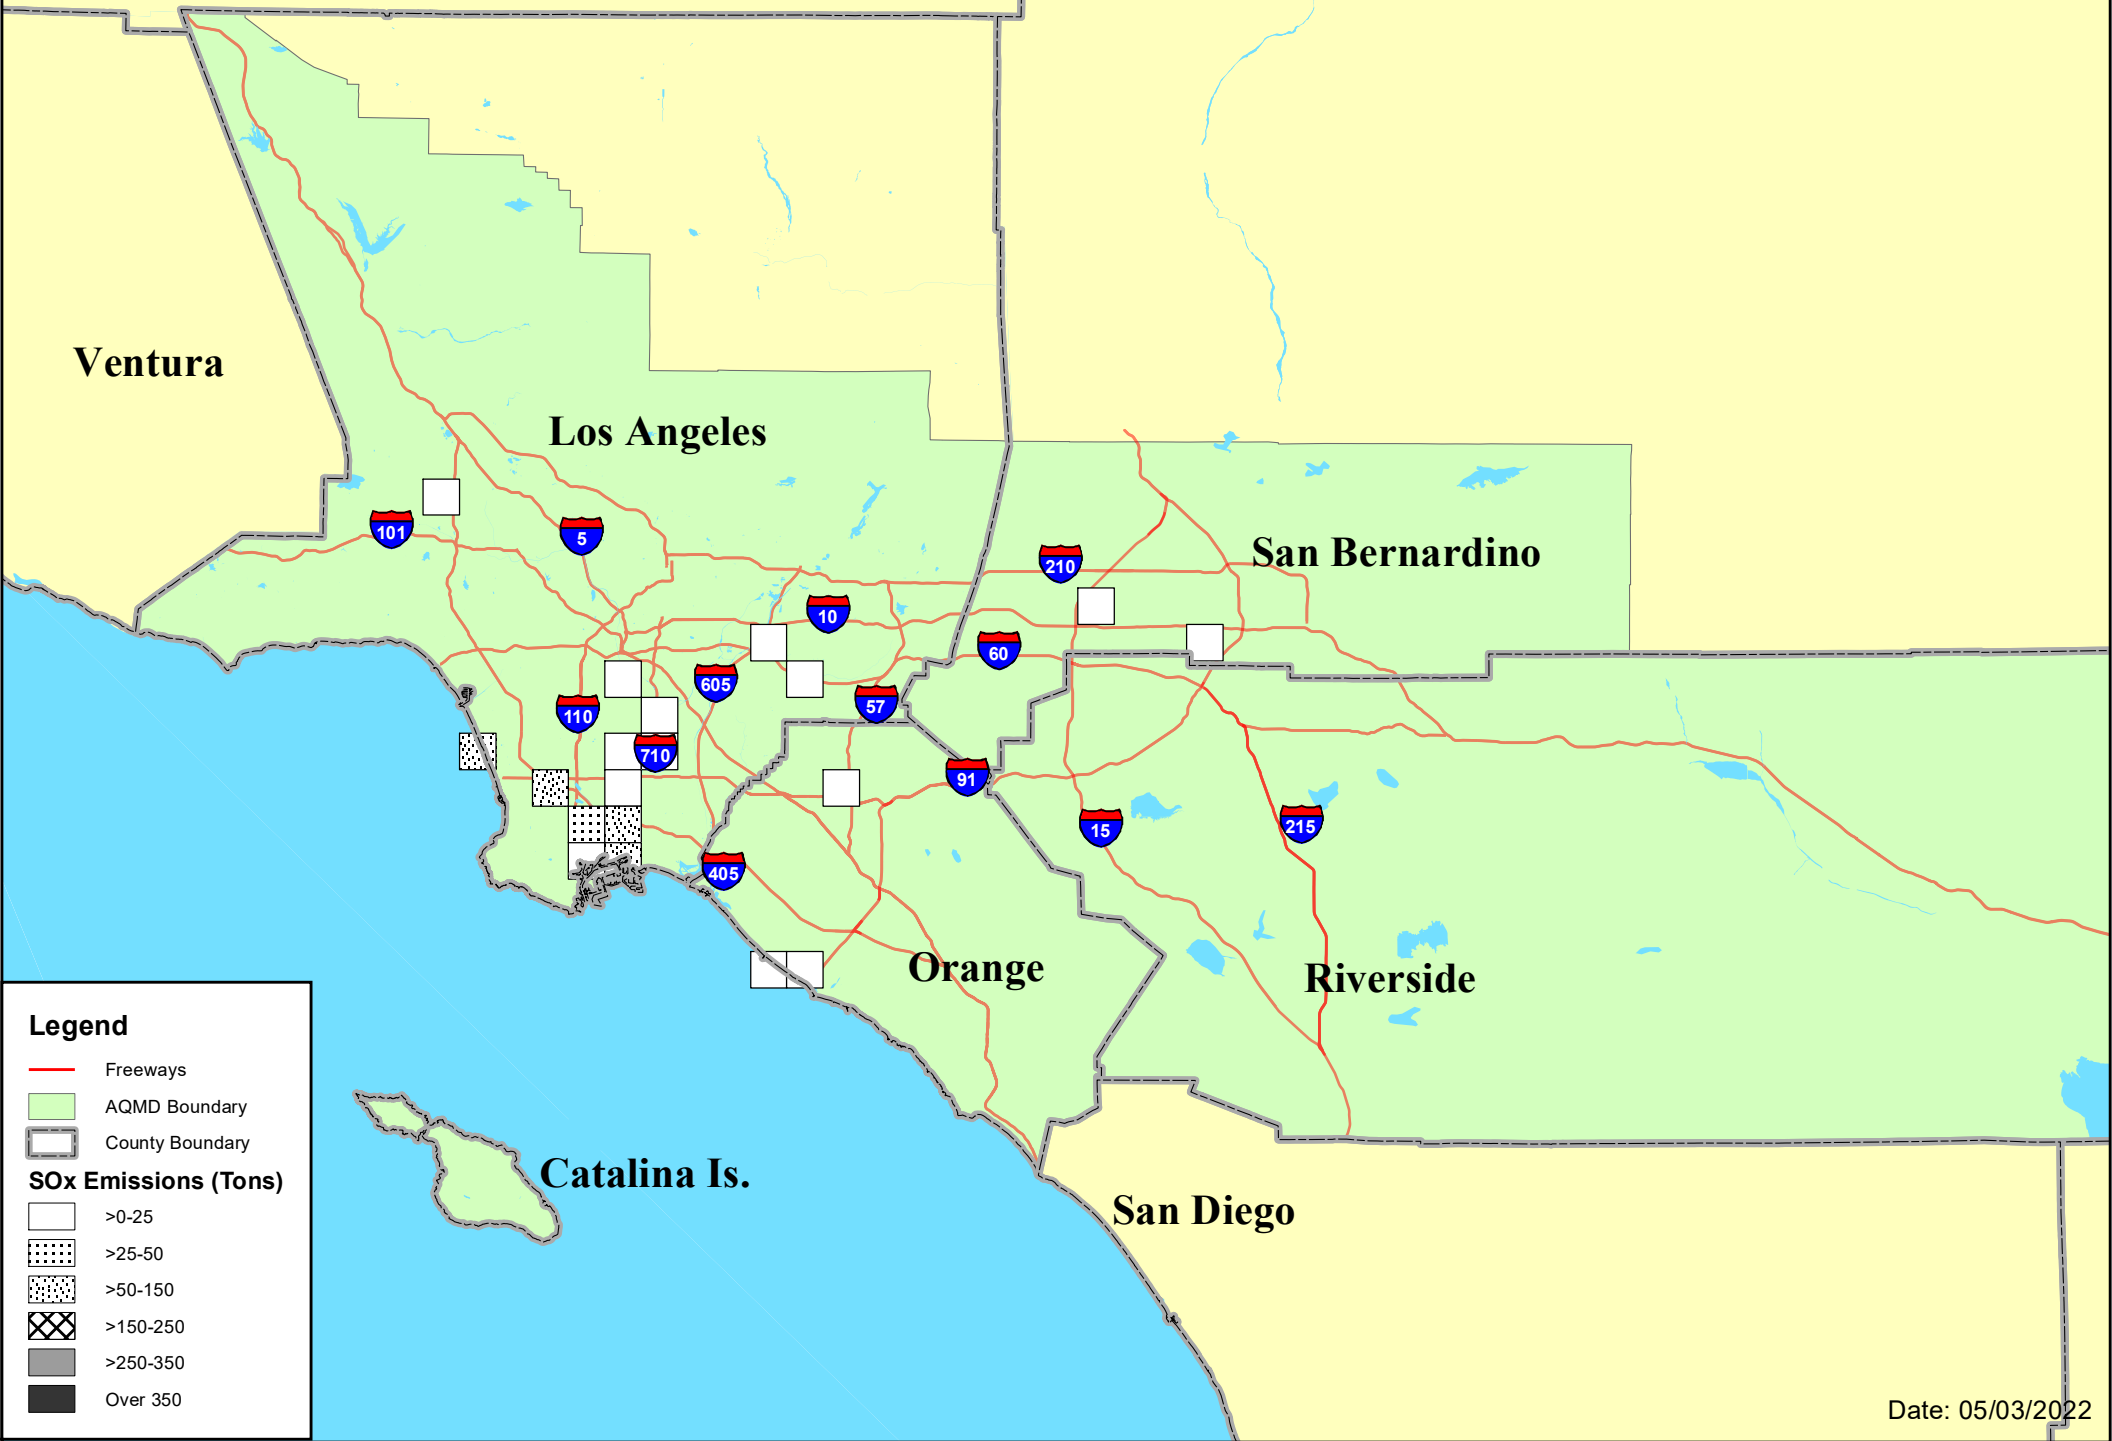 Ventura
Los Angeles
101
5
210
San Bernardino
10
60
605
57
110
710
91
15
215
405
Orange
Riverside
Legend
Freeways
AQMD Boundary
County Boundary
SOx Emissions (Tons)
>0-25
>25-50
>50-150
>150-250
>250-350
Over 350
Catalina Is.
San Diego
Date: 05/03/2022